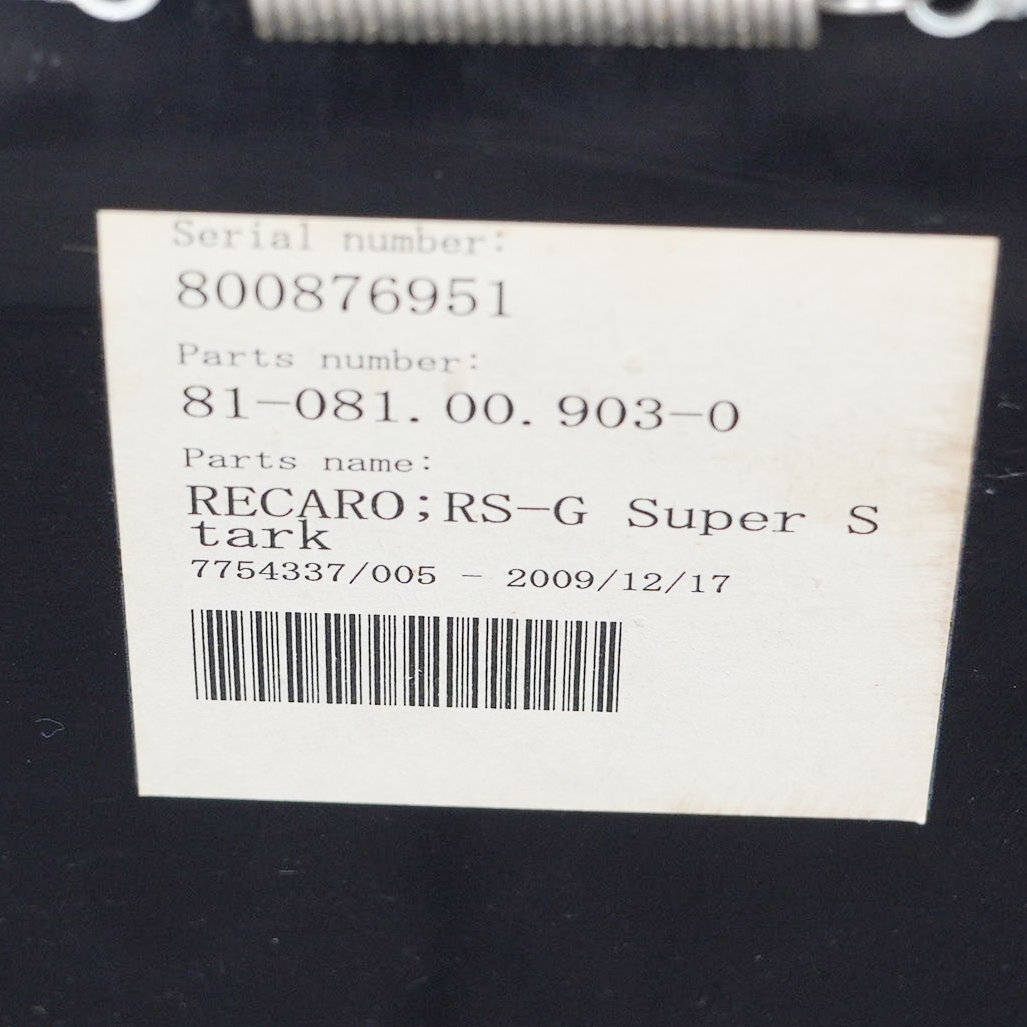 Serial number:
800876951
Parts number:
81-081.00.903-0
Parts name:
RECARO;RS-G Super S
tark
7754337/005 - 2009/12/17